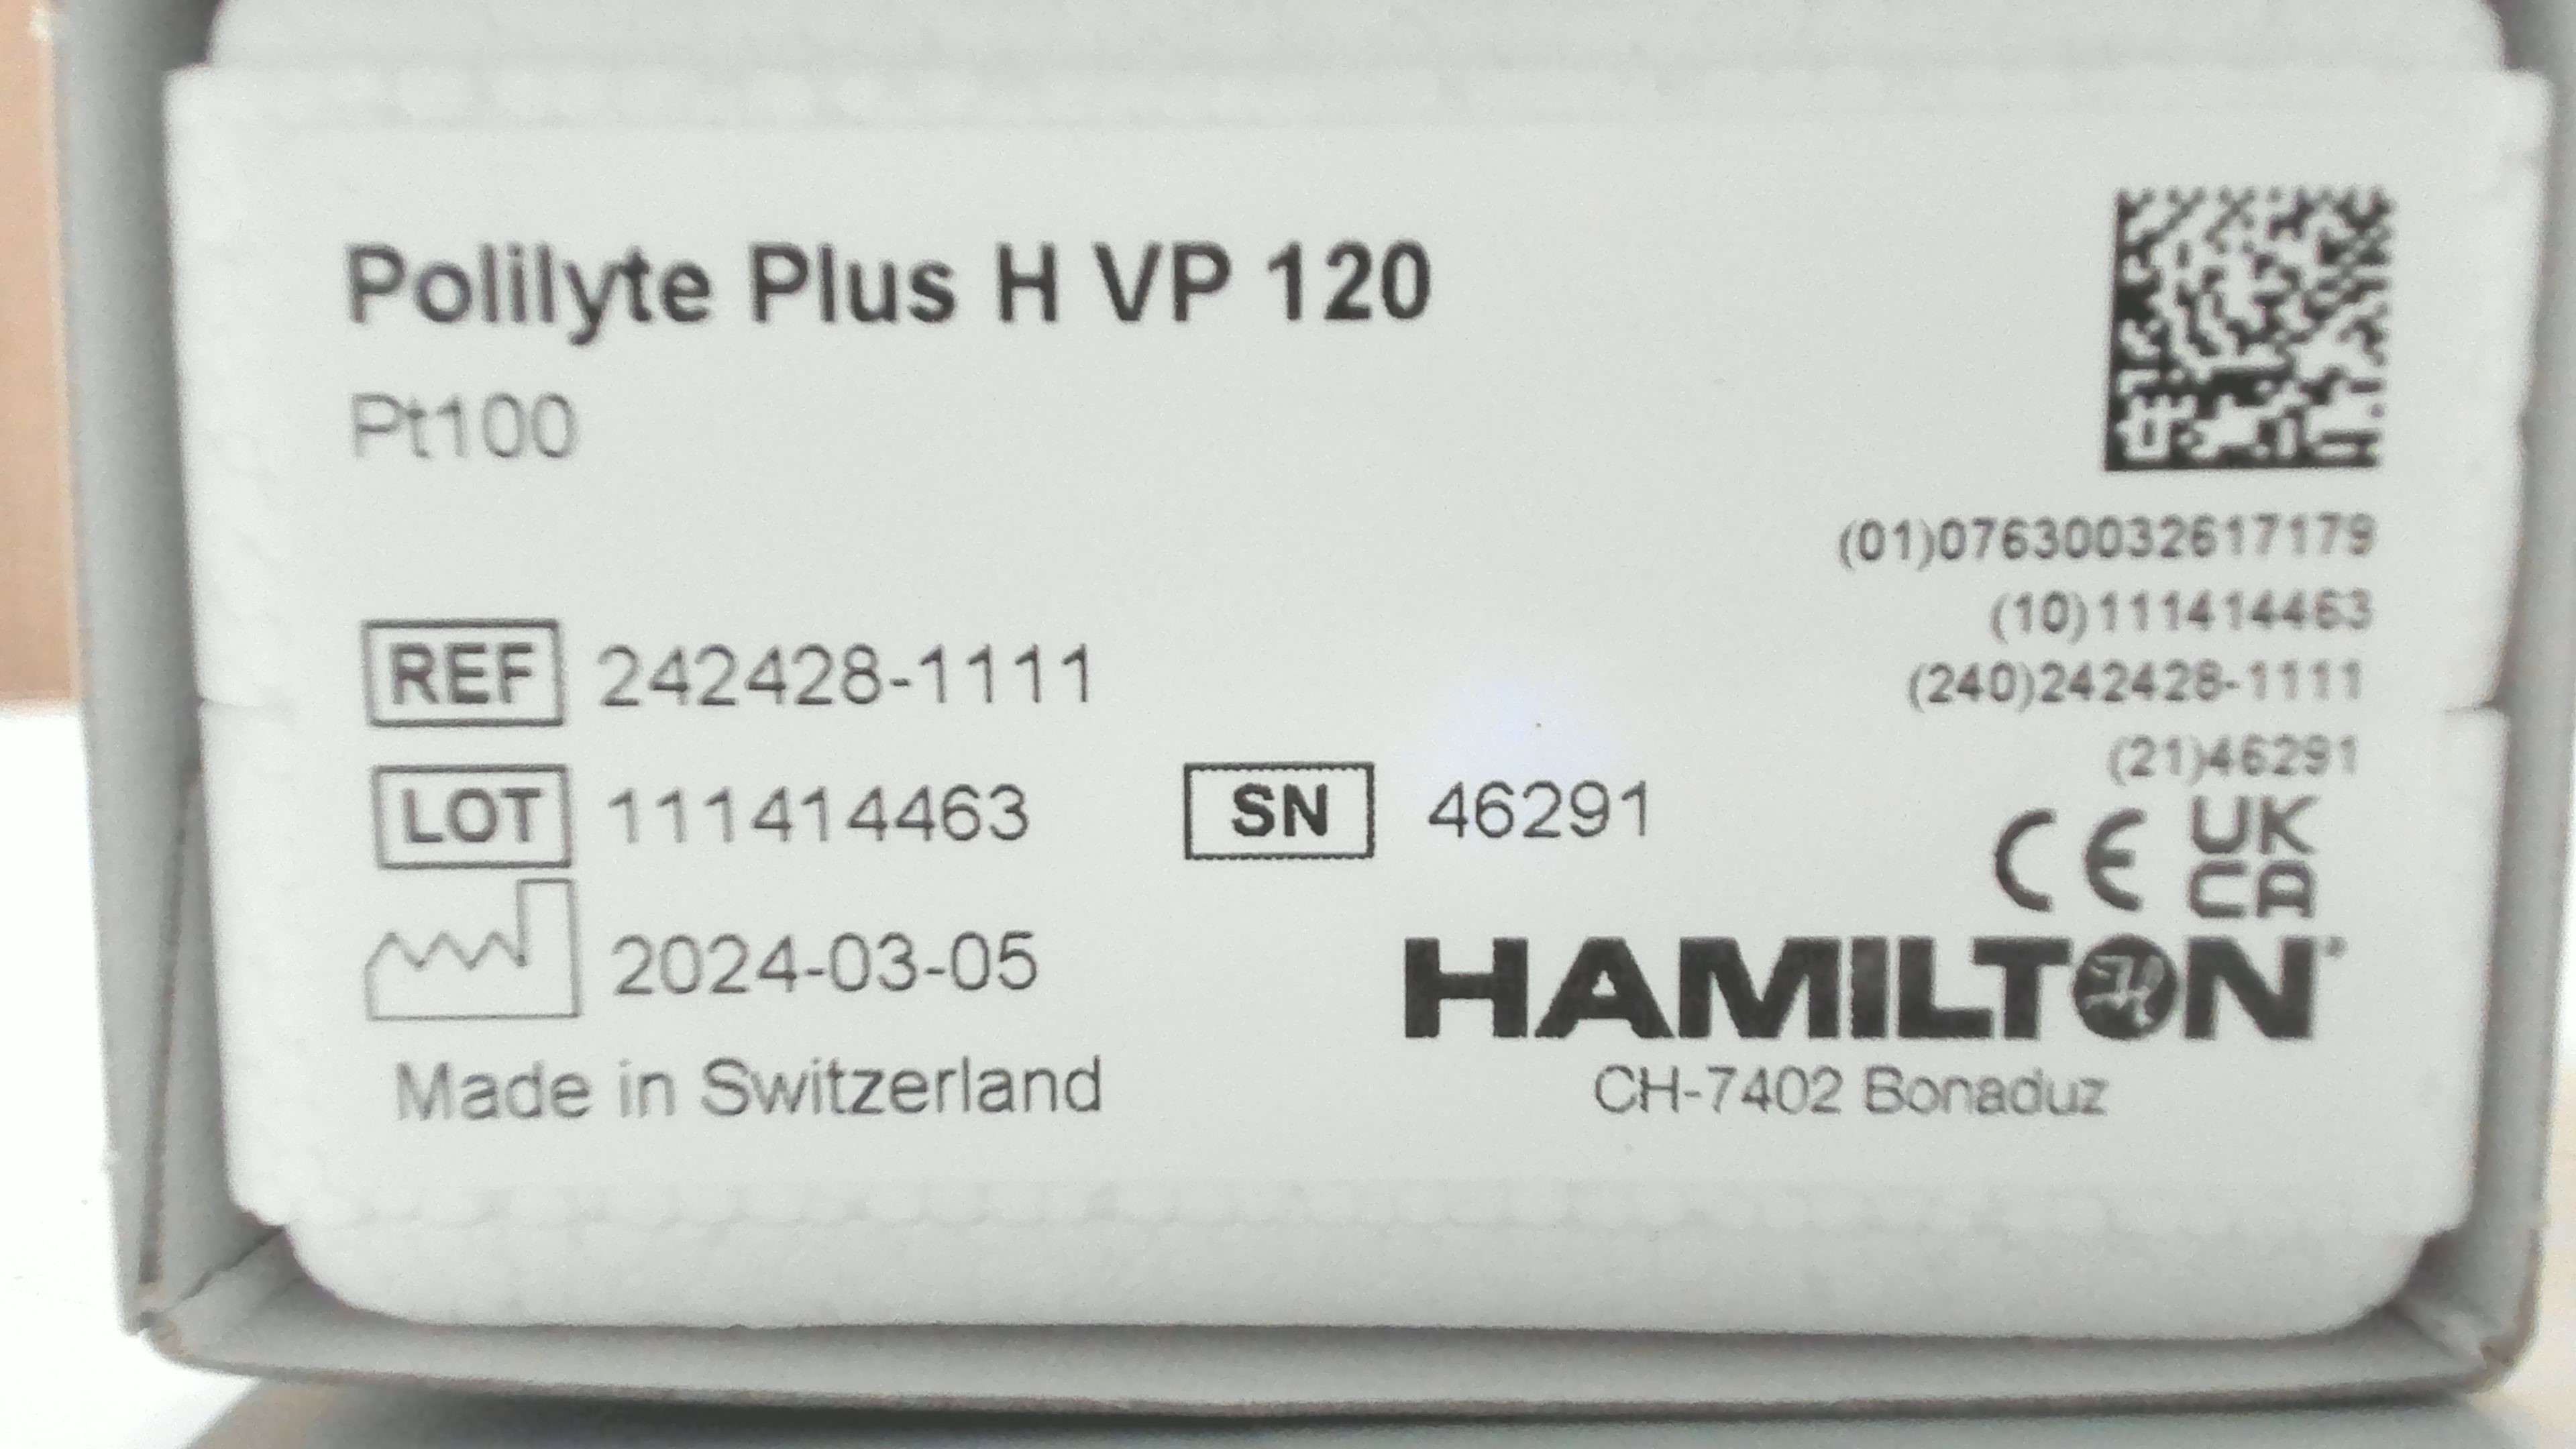 Polilyte Plus H VP 120
Pt100
(01)07630032617179
(10)111414463
(240)242428-1111
(21)46291
REF 242428-1111
LOT 111414463
SN 46291
2024-03-05
Made in Switzerland
CE UK CA
HAMILTON®
CH-7402 Bonaduz